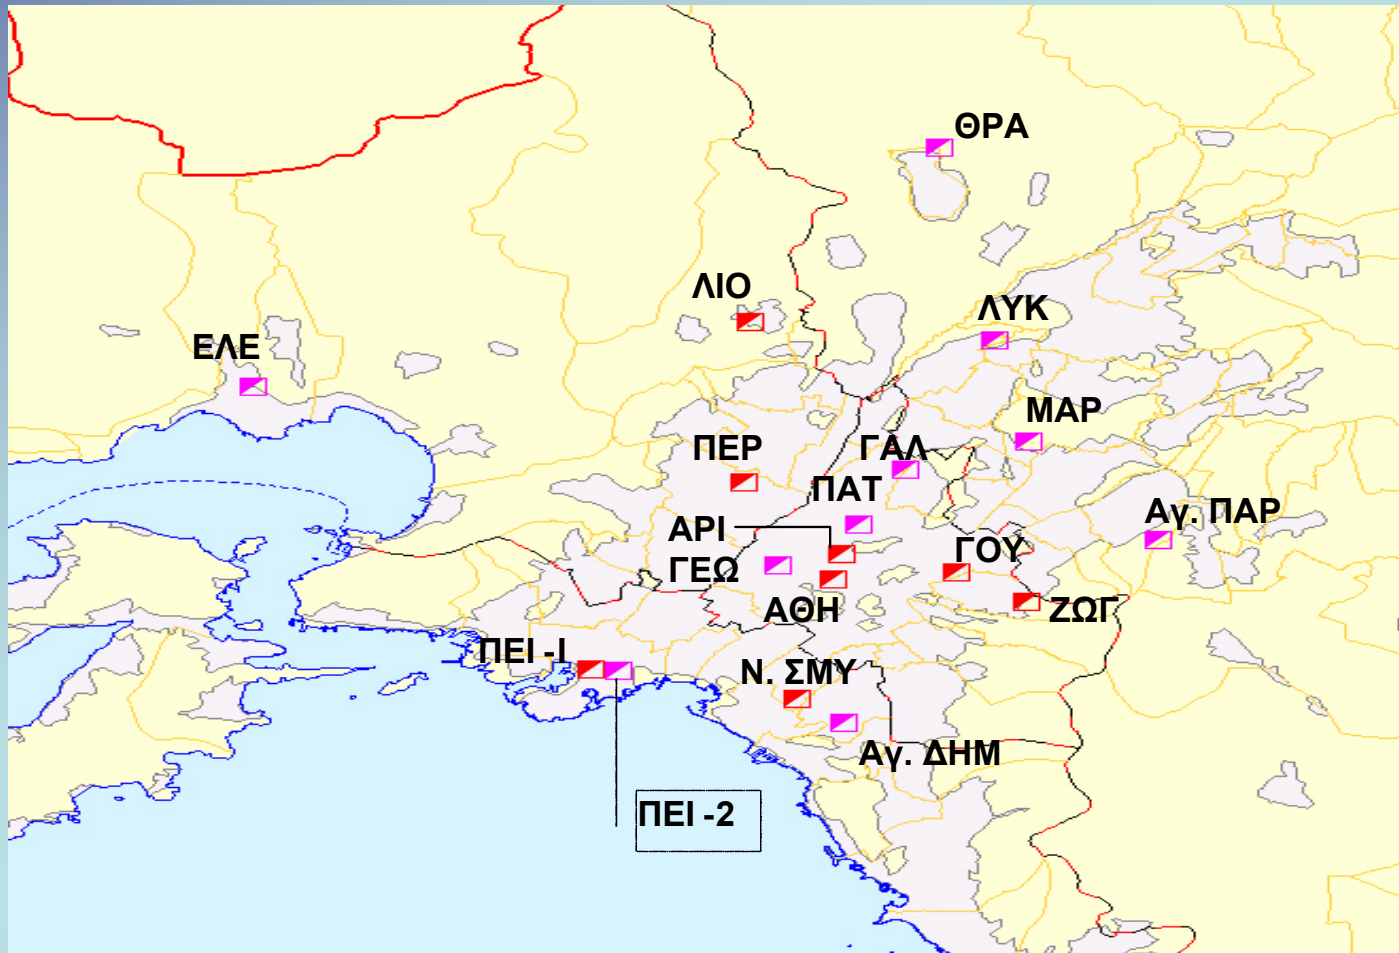 ΘΡΑ
ΛΙΟ
ΛΥΚ
ΕΛΕ
ΜΑΡ
ΠΕΡ
ΓΑΛ
ΠΑΤ
Αγ. ΠΑΡ
ΑΡΙ
ΓΟΥ
ΓΕΩ
ΑΘΗ
ΖΩΓ
ΠΕΙ -Ι
Ν. ΣΜΥ
Αγ. ΔΗΜ
ΠΕΙ -2